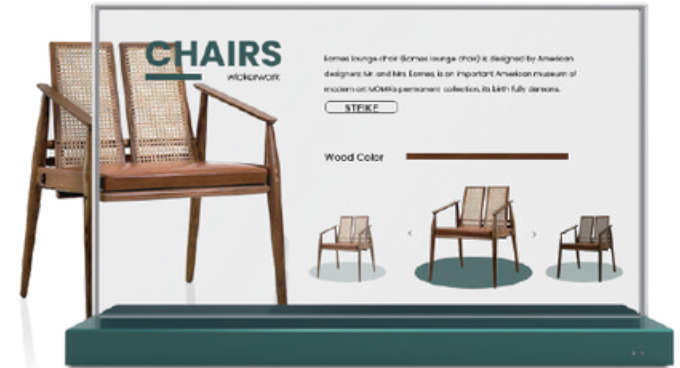 CHAIRS
wickerwork
Eames lounge chair (Eames lounge chair) is designed by American
designers Mr. and Mrs. Eames, is an important American museum of
modern art MOMA's permanent collection, its birth fully demons.
STEIKE
Wood Color